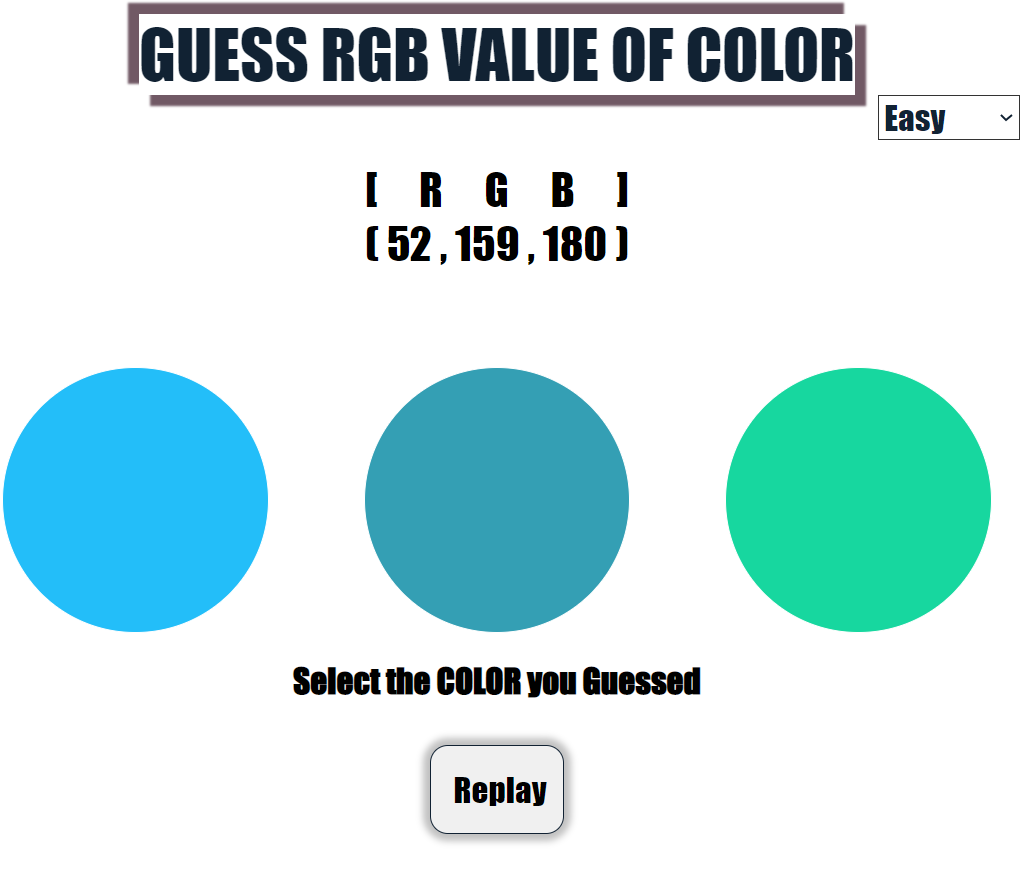 GUESS RGB VALUE OF COLOR
Easy
[ R G B ]
( 52 , 159 , 180 )
Select the COLOR you Guessed
Replay